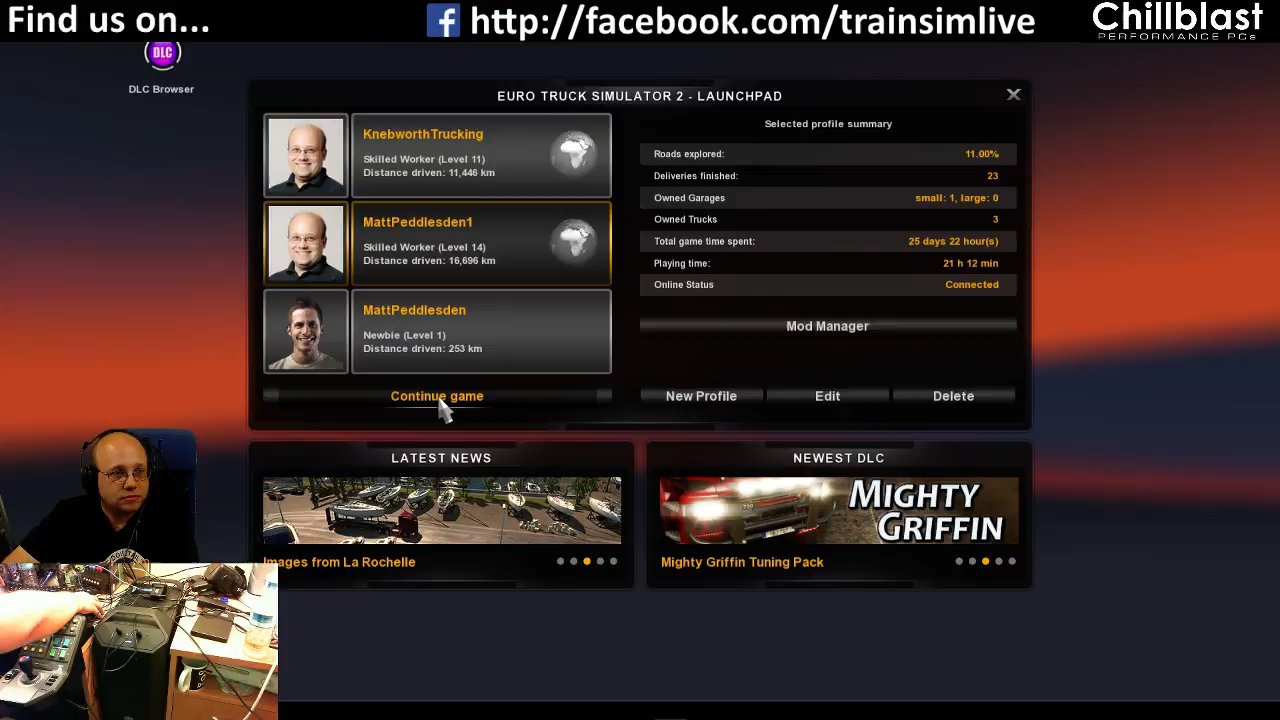 Find us on...
f http://facebook.com/trainsimlive
Chillblast
PERFORMANCE PCs
DLC
DLC Browser
EURO TRUCK SIMULATOR 2 - LAUNCHPAD
KnebworthTrucking
Skilled Worker (Level 11)
Distance driven: 11,446 km
MattPeddlesden1
Skilled Worker (Level 14)
Distance driven: 16,696 km
MattPeddlesden
Newbie (Level 1)
Distance driven: 253 km
Continue game
Selected profile summary
Roads explored: 11.00%
Deliveries finished: 23
Owned Garages small: 1, large: 0
Owned Trucks 3
Total game time spent: 25 days 22 hour(s)
Playing time: 21 h 12 min
Online Status Connected
Mod Manager
New Profile Edit Delete
LATEST NEWS
Images from La Rochelle
NEWEST DLC
MIGHTY
GRIFFIN
Mighty Griffin Tuning Pack